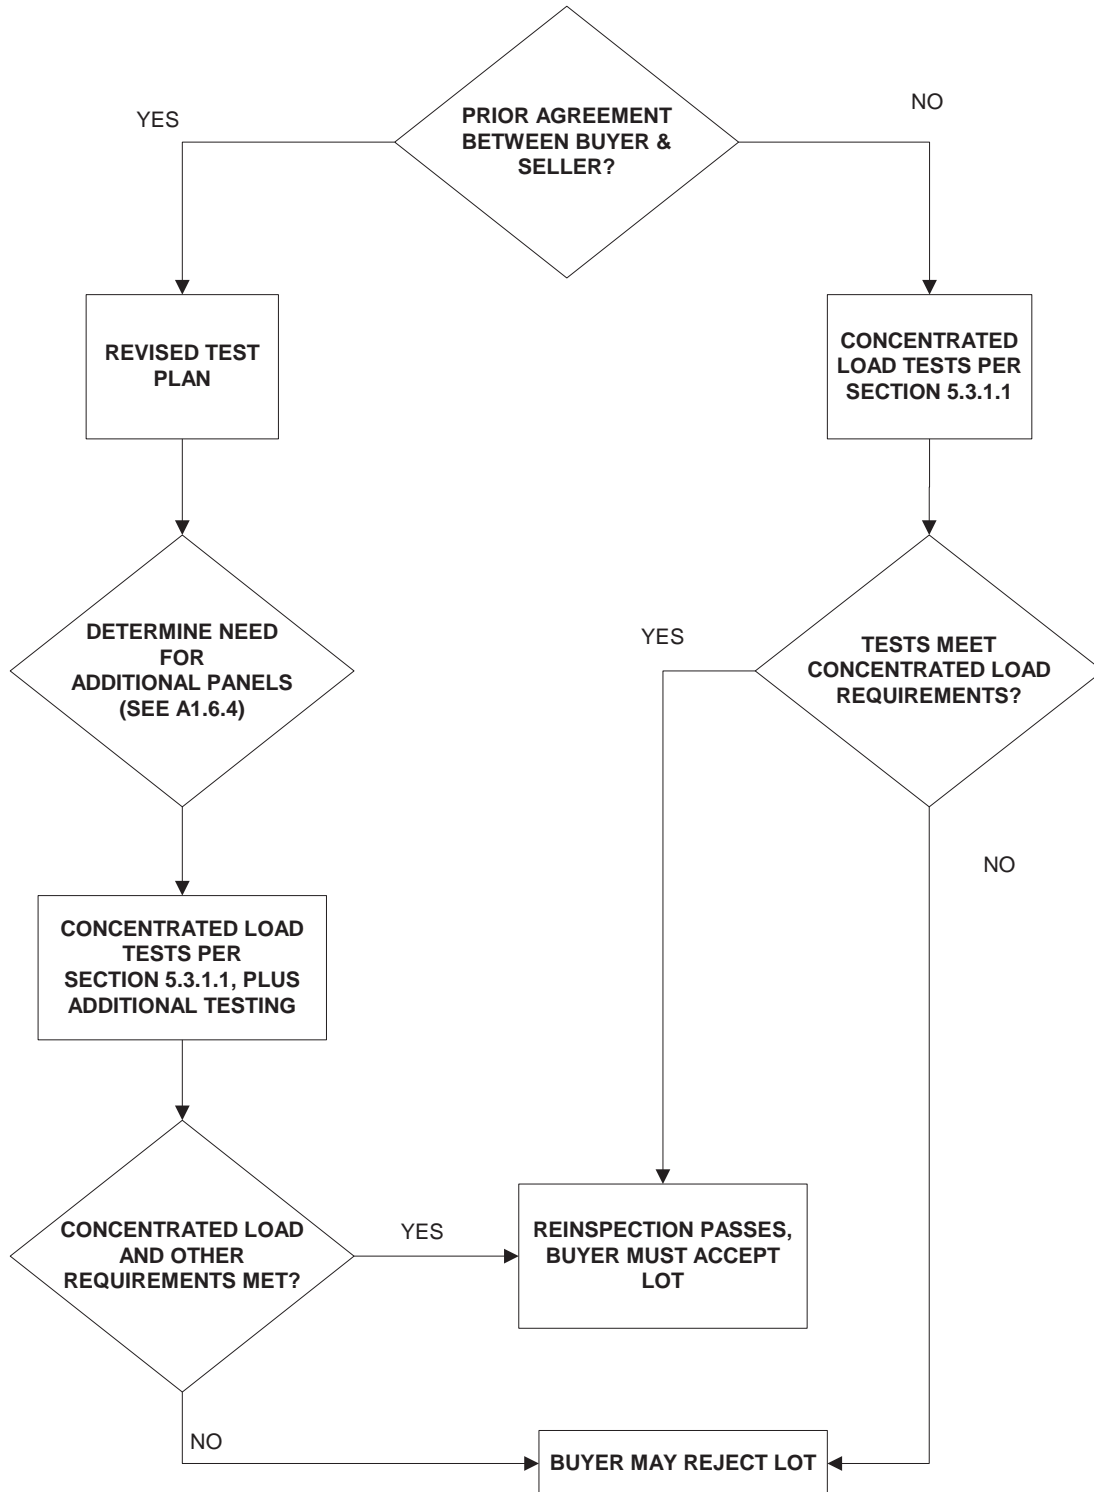 PRIOR AGREEMENT
BETWEEN BUYER &
SELLER?
YES
NO
REVISED TEST
PLAN
CONCENTRATED
LOAD TESTS PER
SECTION 5.3.1.1
DETERMINE NEED
FOR
ADDITIONAL PANELS
(SEE A1.6.4)
YES
TESTS MEET
CONCENTRATED LOAD
REQUIREMENTS?
NO
CONCENTRATED LOAD
TESTS PER
SECTION 5.3.1.1, PLUS
ADDITIONAL TESTING
CONCENTRATED LOAD
AND OTHER
REQUIREMENTS MET?
YES
REINSPECTION PASSES,
BUYER MUST ACCEPT
LOT
NO
BUYER MAY REJECT LOT